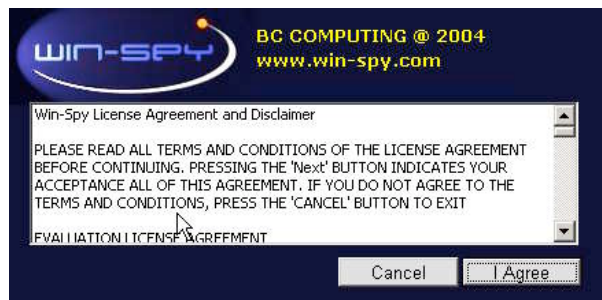 win-spy
BC COMPUTING @ 2004
www.win-spy.com
Win-Spy License Agreement and Disclaimer
PLEASE READ ALL TERMS AND CONDITIONS OF THE LICENSE AGREEMENT
BEFORE CONTINUING. PRESSING THE 'Next' BUTTON INDICATES YOUR
ACCEPTANCE ALL OF THIS AGREEMENT. IF YOU DO NOT AGREE TO THE
TERMS AND CONDITIONS, PRESS THE 'CANCEL' BUTTON TO EXIT
EVALUATION LICENSE AGREEMENT
Cancel
I Agree